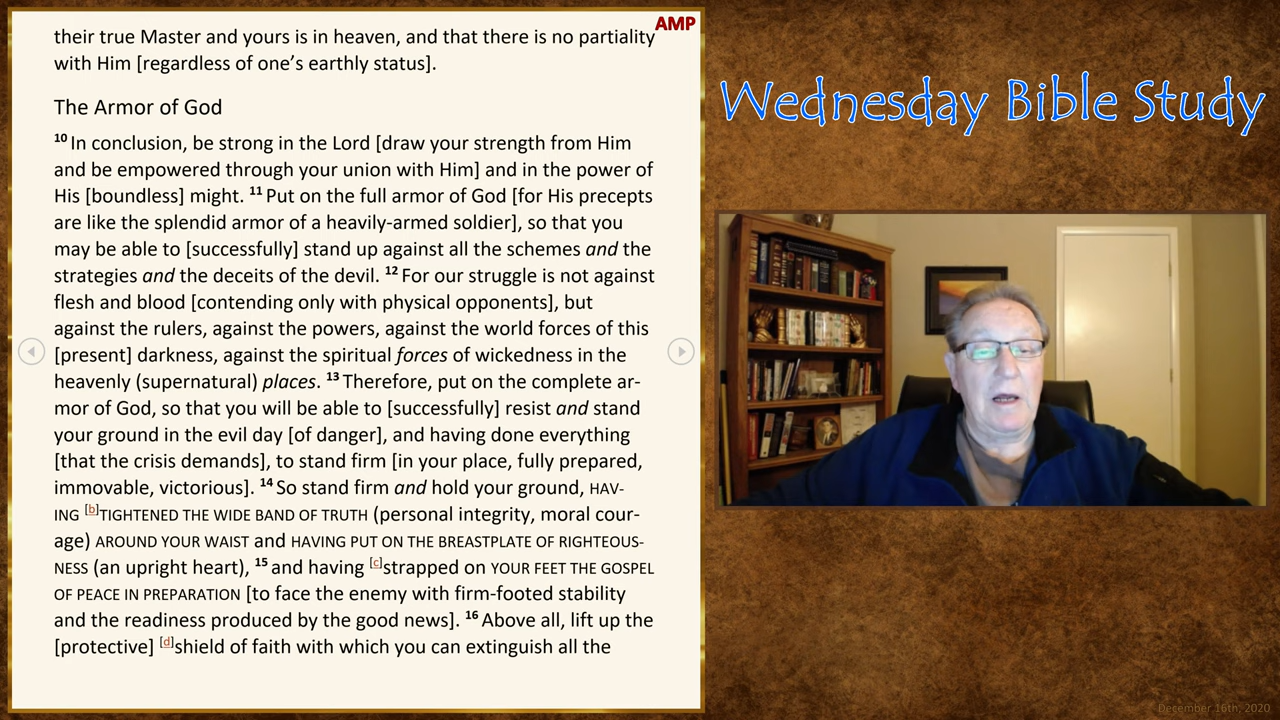 AMP
their true Master and yours is in heaven, and that there is no partiality
with Him [regardless of one’s earthly status].
The Armor of God
10 In conclusion, be strong in the Lord [draw your strength from Him
and be empowered through your union with Him] and in the power of
His [boundless] might. 11 Put on the full armor of God [for His precepts
are like the splendid armor of a heavily-armed soldier], so that you
may be able to [successfully] stand up against all the schemes and the
strategies and the deceits of the devil. 12 For our struggle is not against
flesh and blood [contending only with physical opponents], but
against the rulers, against the powers, against the world forces of this
[present] darkness, against the spiritual forces of wickedness in the
heavenly (supernatural) places. 13 Therefore, put on the complete ar-
mor of God, so that you will be able to [successfully] resist and stand
your ground in the evil day [of danger], and having done everything
[that the crisis demands], to stand firm [in your place, fully prepared,
immovable, victorious]. 14 So stand firm and hold your ground, HAV-
ING [b]TIGHTENED THE WIDE BAND OF TRUTH (personal integrity, moral cour-
age) AROUND YOUR WAIST and HAVING PUT ON THE BREASTPLATE OF RIGHTEOUS-
NESS (an upright heart), 15 and having [c]strapped on YOUR FEET THE GOSPEL
OF PEACE IN PREPARATION [to face the enemy with firm-footed stability
and the readiness produced by the good news]. 16 Above all, lift up the
[protective] [d]shield of faith with which you can extinguish all the
Wednesday Bible Study
December 16th, 2020